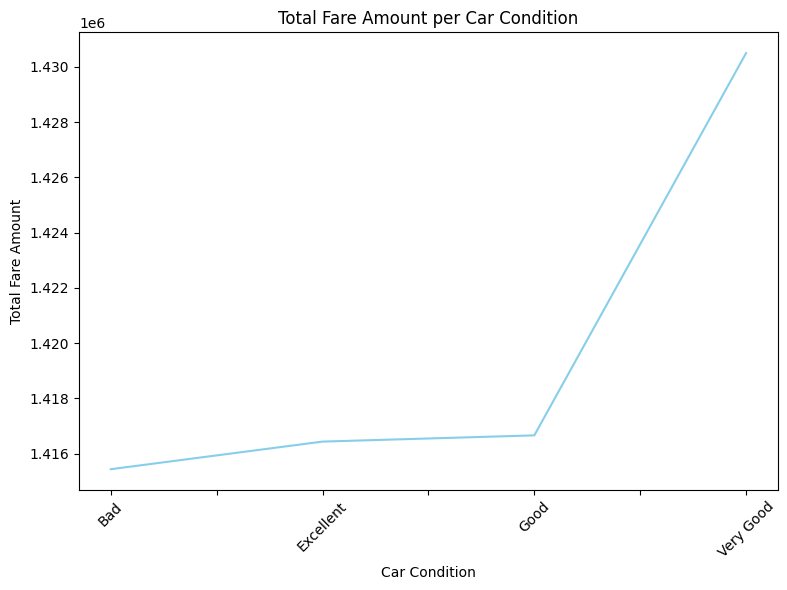 Total Fare Amount per Car Condition
1e6
1.430
1.428
1.426
1.424
1.422
1.420
1.418
1.416
Total Fare Amount
Bad
Excellent
Good
Very Good
Car Condition